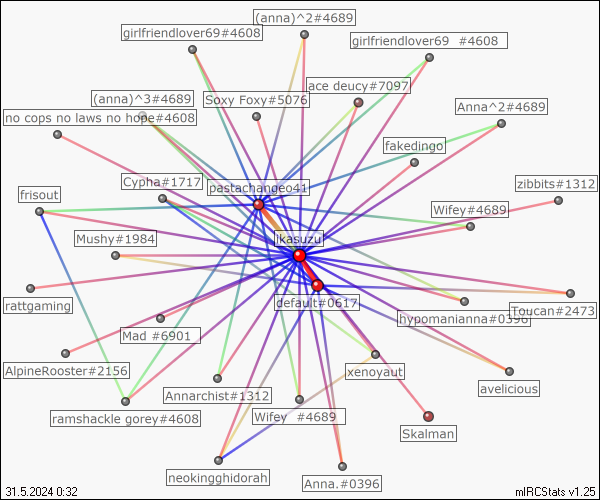 (anna)^2#4689
girlfriendlover69#4608
girlfriendlover69 #4608
ace deucy#7097
(anna)^3#4689
Soxy Foxy#5076
Anna^2#4689
no cops no laws no hope#4608
fakedingo
Cypha#1717
pastachangeo41
zibbits#1312
frisout
Wifey#4689
Mushy#1984
ikasuzu
default#0617
rattgaming
hypomanianna#0396
Toucan#2473
Mad #6901
AlpineRooster#2156
xenoyaut
avelicious
Annarchist#1312
ramshackle gorey#4608
Wifey #4689
Skalman
neokingghidorah
Anna.#0396
31.5.2024 0:32
mIRCStats v1.25